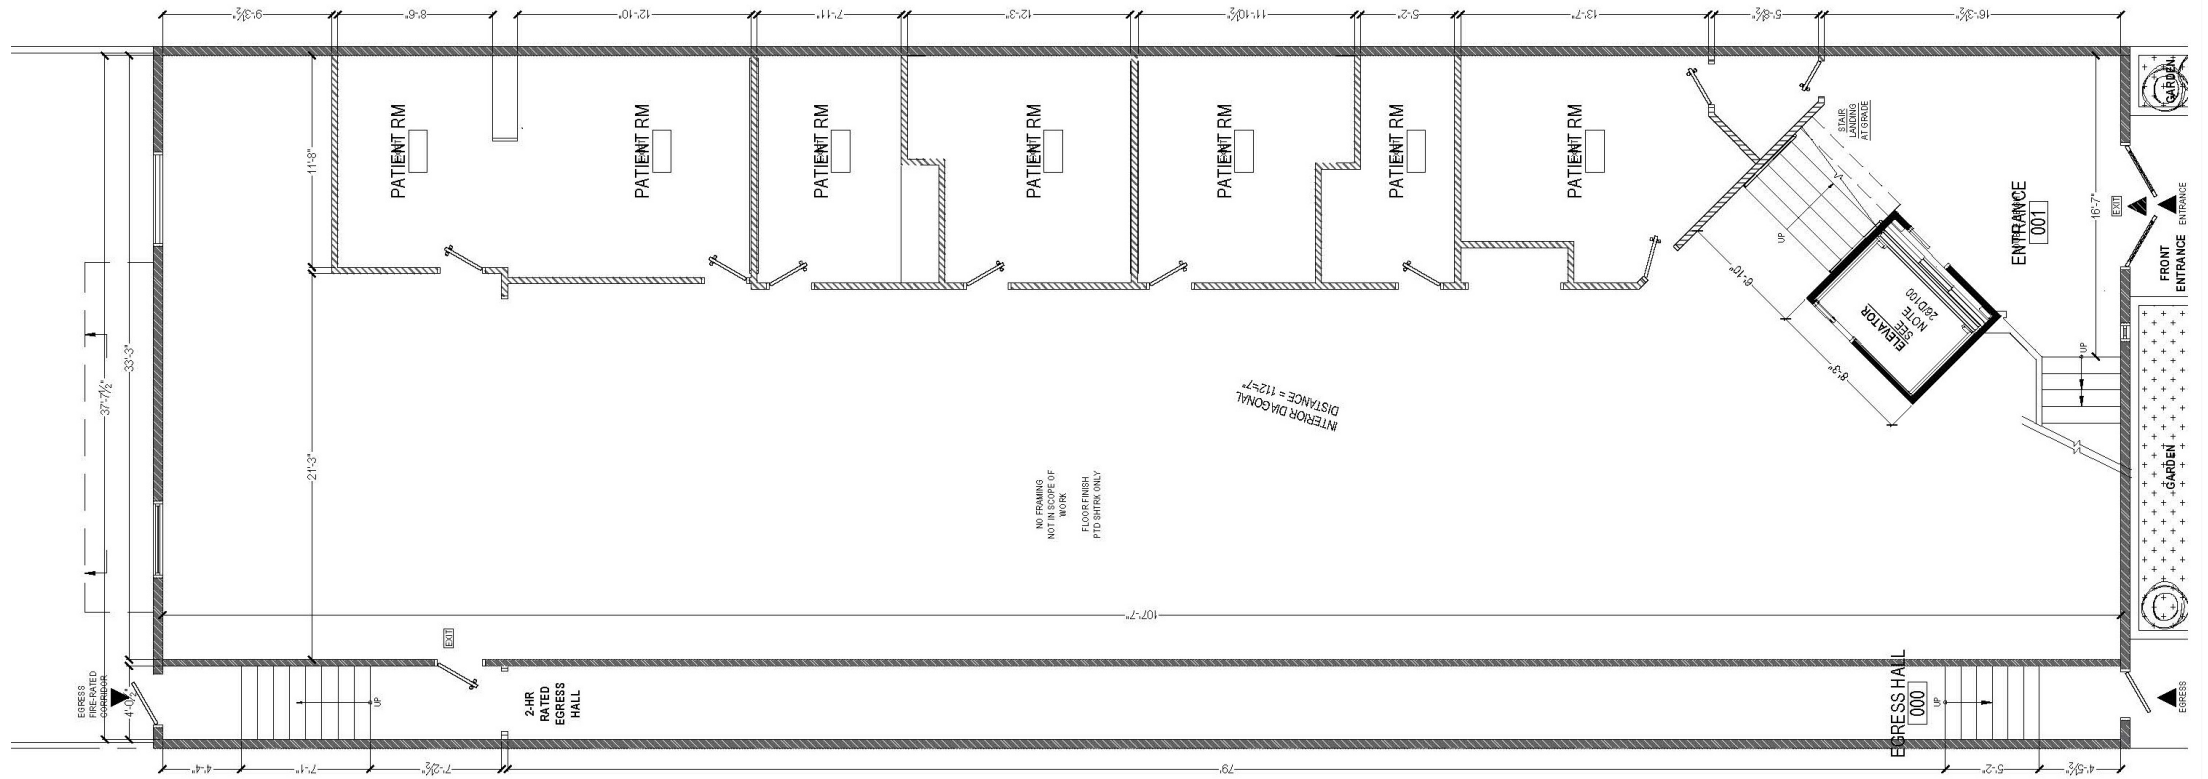 9'-3½"
8'-6"
12'-10"
7'-11"
12'-3"
11'-10½"
5'-2"
13'-7"
5'-8½"
16'-3½"
PATIENT RM
PATIENT RM
PATIENT RM
PATIENT RM
PATIENT RM
PATIENT RM
PATIENT RM
STAIR
LANDING
AT GRADE
GARDEN
11'-8"
16'-7"
ENTRANCE
001
EXIT
ENTRANCE
FRONT
ENTRANCE
UP
6'-10"
ELEVATOR
SEE
NOTE
26/D100
8'-3"
UP
33'-3"
37'-7½"
21'-3"
INTERIOR DIAGONAL
DISTANCE = 112'-7"
NO FRAMING
NOT IN SCOPE OF
WORK
FLOOR FINISH
PTD SHTRK ONLY
GARDEN
107'-7"
EXIT
EGRESS
FIRE-RATED
CORRIDOR
4'-0½"
UP
2-HR
RATED
EGRESS
HALL
EGRESS HALL
000
UP
EGRESS
4'-4"
7'-1"
7'-2½"
79'
5'-2"
4'-5½"